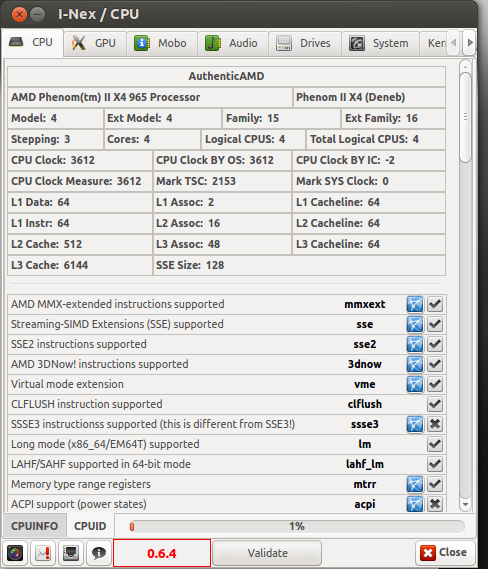 I-Nex / CPU
CPU GPU Mobo Audio Drives System Kern
AuthenticAMD
AMD Phenom(tm) II X4 965 Processor Phenom II X4 (Deneb)
Model: 4 Ext Model: 4 Family: 15 Ext Family: 16
Stepping: 3 Cores: 4 Logical CPUS: 4 Total Logical CPUS: 4
CPU Clock: 3612 CPU Clock BY OS: 3612 CPU Clock BY IC: -2
CPU Clock Measure: 3612 Mark TSC: 2153 Mark SYS Clock: 0
L1 Data: 64 L1 Assoc: 2 L1 Cacheline: 64
L1 Instr: 64 L2 Assoc: 16 L2 Cacheline: 64
L2 Cache: 512 L3 Assoc: 48 L3 Cacheline: 64
L3 Cache: 6144 SSE Size: 128
AMD MMX-extended instructions supported mmxext
Streaming-SIMD Extensions (SSE) supported sse
SSE2 instructions supported sse2
AMD 3DNow! instructions supported 3dnow
Virtual mode extension vme
CLFLUSH instruction supported clflush
SSSE3 instructionss supported (this is different from SSE3!) ssse3
Long mode (x86_64/EM64T) supported lm
LAHF/SAHF supported in 64-bit mode lahf_lm
Memory type range registers mtrr
ACPI support (power states) acpi
CPUINFO CPUID 1%
0.6.4 Validate Close